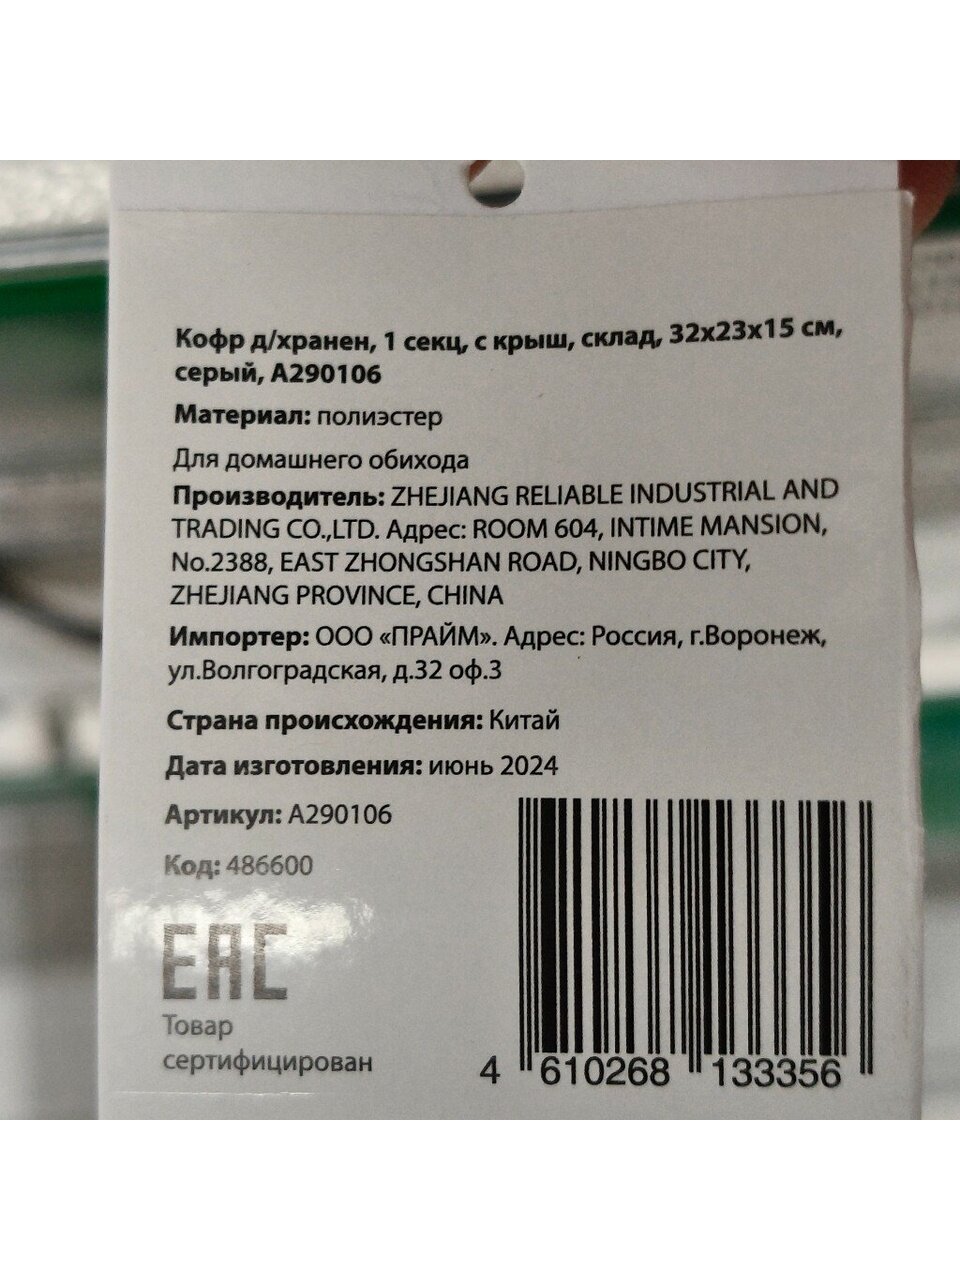 Кофр д/хранен, 1 секц, с крыш, склад, 32х23х15 см,
серый, А290106
Материал: полиэстер
Для домашнего обихода
Производитель: ZHEJIANG RELIABLE INDUSTRIAL AND
TRADING CO.,LTD. Адрес: ROOM 604, INTIME MANSION,
No.2388, EAST ZHONGSHAN ROAD, NINGBO CITY,
ZHEJIANG PROVINCE, CHINA
Импортер: ООО «ПРАЙМ». Адрес: Россия, г.Воронеж,
ул.Волгоградская, д.32 оф.3
Страна происхождения: Китай
Дата изготовления: июнь 2024
Артикул: А290106
Код: 486600
EAC
Товар
сертифицирован
4 610268 133356